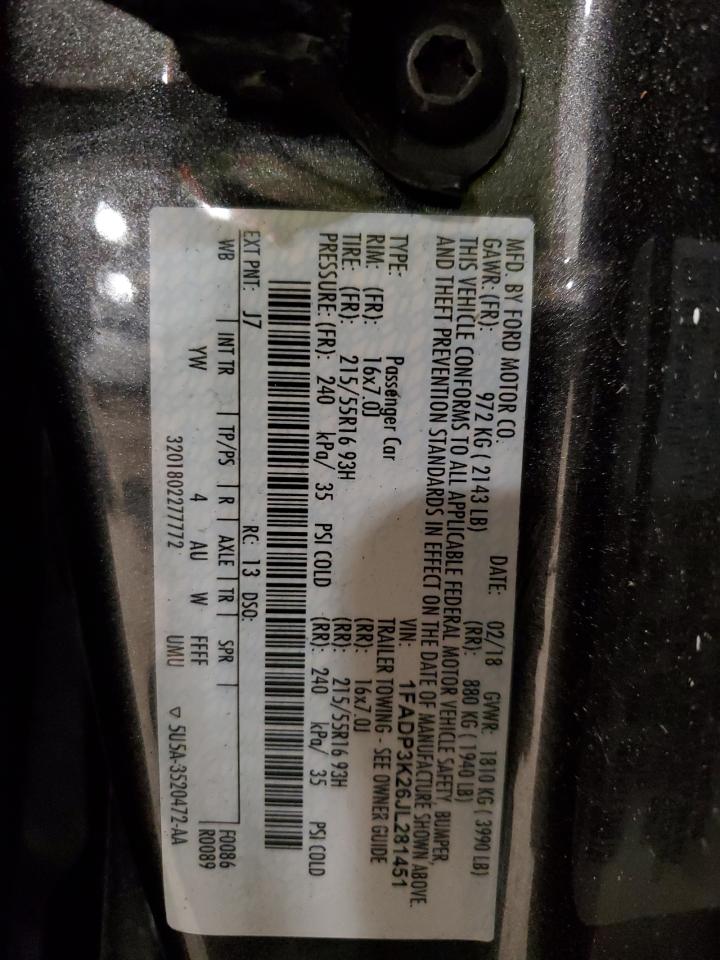 MFD. BY FORD MOTOR CO. DATE: 02/18 GVWR: 1810 KG ( 3990 LB)
GAWR: (FR): 972 KG ( 2143 LB) (RR): 880 KG ( 1940 LB)
THIS VEHICLE CONFORMS TO ALL APPLICABLE FEDERAL MOTOR VEHICLE SAFETY, BUMPER,
AND THEFT PREVENTION STANDARDS IN EFFECT ON THE DATE OF MANUFACTURE SHOWN ABOVE.
VIN: 1FADP3K26JL281451
TYPE: Passenger Car TRAILER TOWING - SEE OWNER GUIDE
RIM: (FR): 16x7.0J (RR): 16x7.0J
TIRE: (FR): 215/55R16 93H (RR): 215/55R16 93H
PRESSURE: (FR): 240 kPa/ 35 PSI COLD (RR): 240 kPa/ 35 PSI COLD
EXT PNT: J7 RC: 13 DSO: F0086
WB INT TR TP/PS R AXLE TR SPR R0089
YW 4 AU W FFFF
3201802277772 UMU ▽ 5U5A-3520472-AA